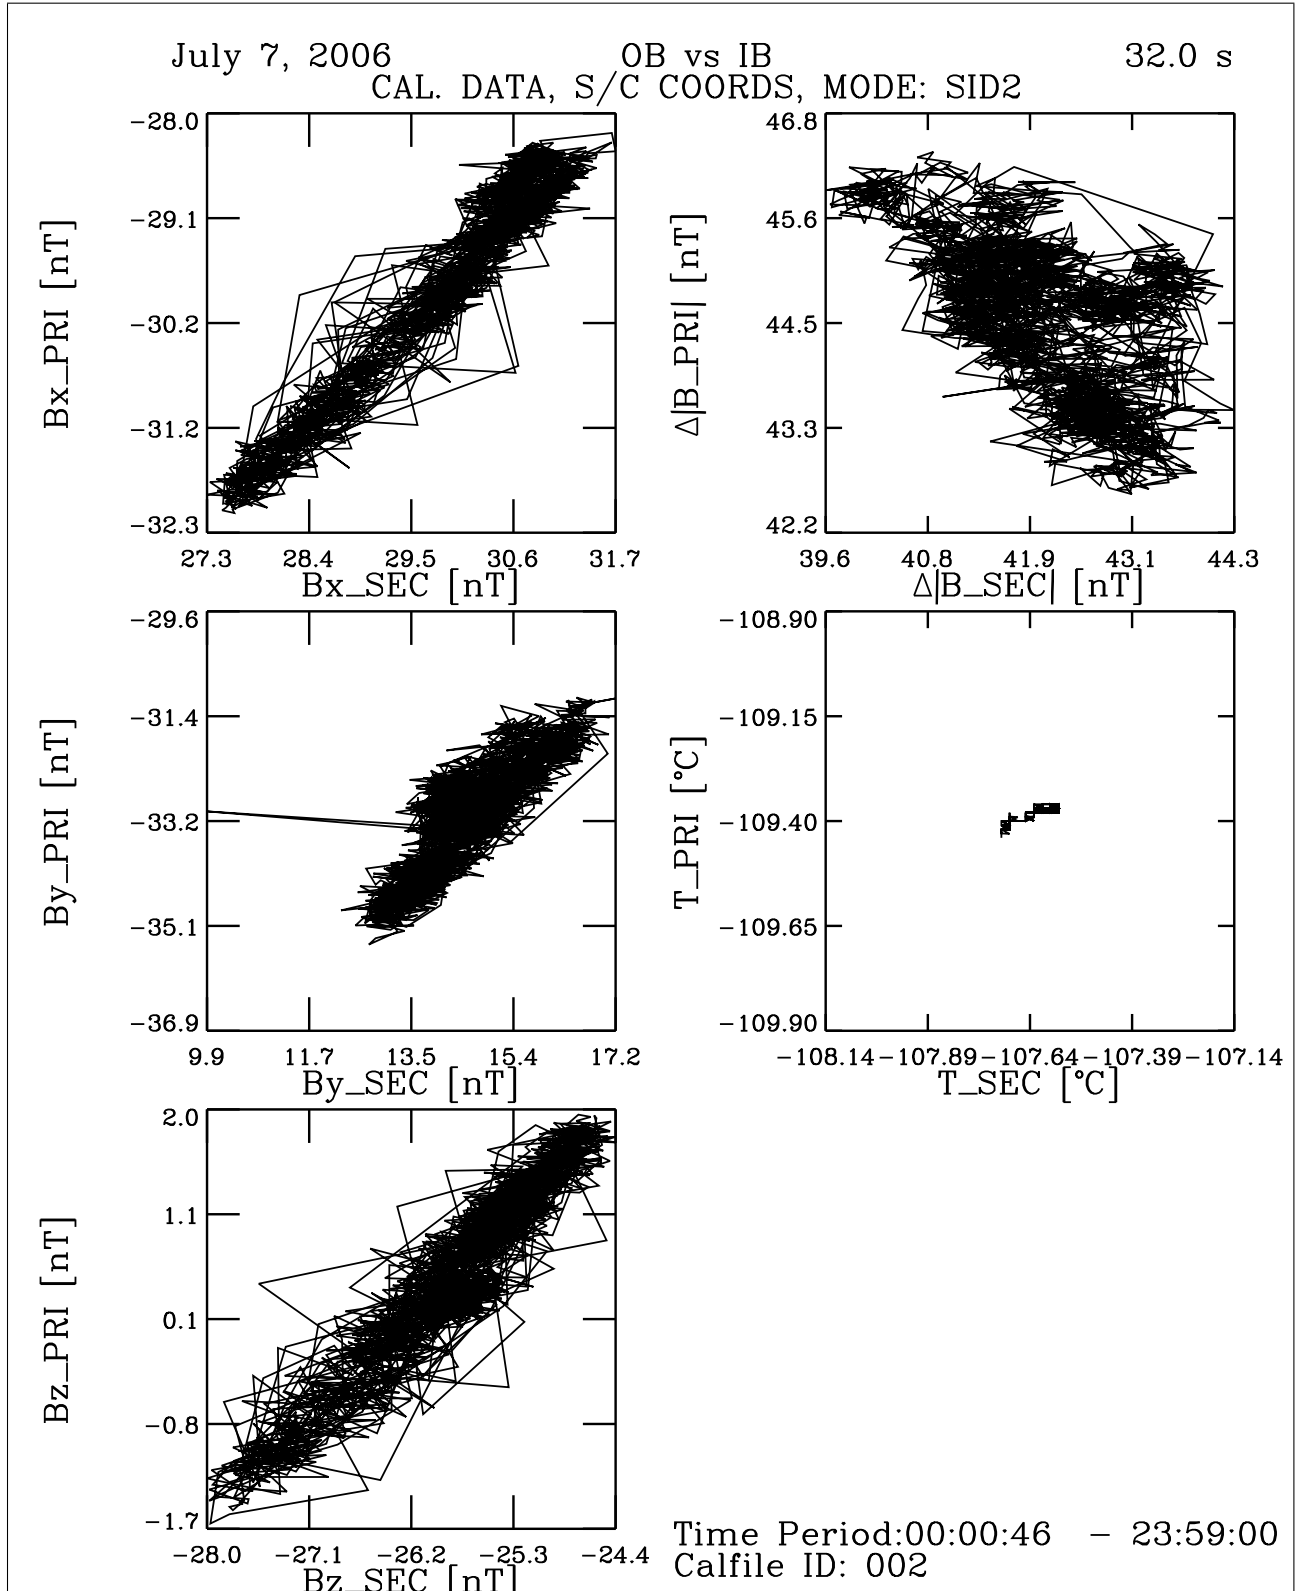 July 7, 2006 OB vs IB 32.0 s
CAL. DATA, S/C COORDS, MODE: SID2
Bx_PRI [nT]
-28.0
-29.1
-30.2
-31.2
-32.3
27.3 28.4 29.5 30.6 31.7
Bx_SEC [nT]
Δ|B_PRI| [nT]
46.8
45.6
44.5
43.3
42.2
39.6 40.8 41.9 43.1 44.3
Δ|B_SEC| [nT]
By_PRI [nT]
-29.6
-31.4
-33.2
-35.1
-36.9
9.9 11.7 13.5 15.4 17.2
By_SEC [nT]
T_PRI [°C]
-108.90
-109.15
-109.40
-109.65
-109.90
-108.14 -107.89 -107.64 -107.39 -107.14
T_SEC [°C]
Bz_PRI [nT]
2.0
1.1
0.1
-0.8
-1.7
-28.0 -27.1 -26.2 -25.3 -24.4
Bz_SEC [nT]
Time Period:00:00:46 - 23:59:00
Calfile ID: 002